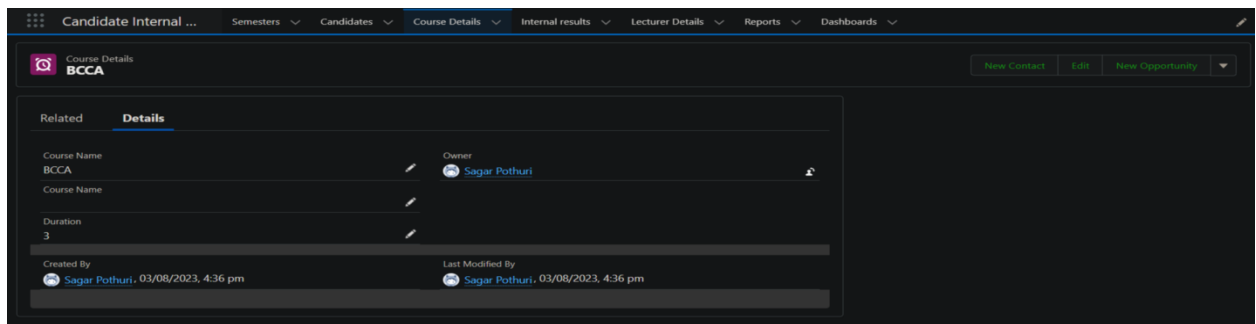 Candidate Internal ... Semesters Candidates Course Details Internal results Lecturer Details Reports Dashboards
Course Details
BCCA
New Contact Edit New Opportunity
Related Details
Course Name
BCCA
Owner
Sagar Pothuri
Course Name
Duration
3
Created By
Sagar Pothuri, 03/08/2023, 4:36 pm
Last Modified By
Sagar Pothuri, 03/08/2023, 4:36 pm